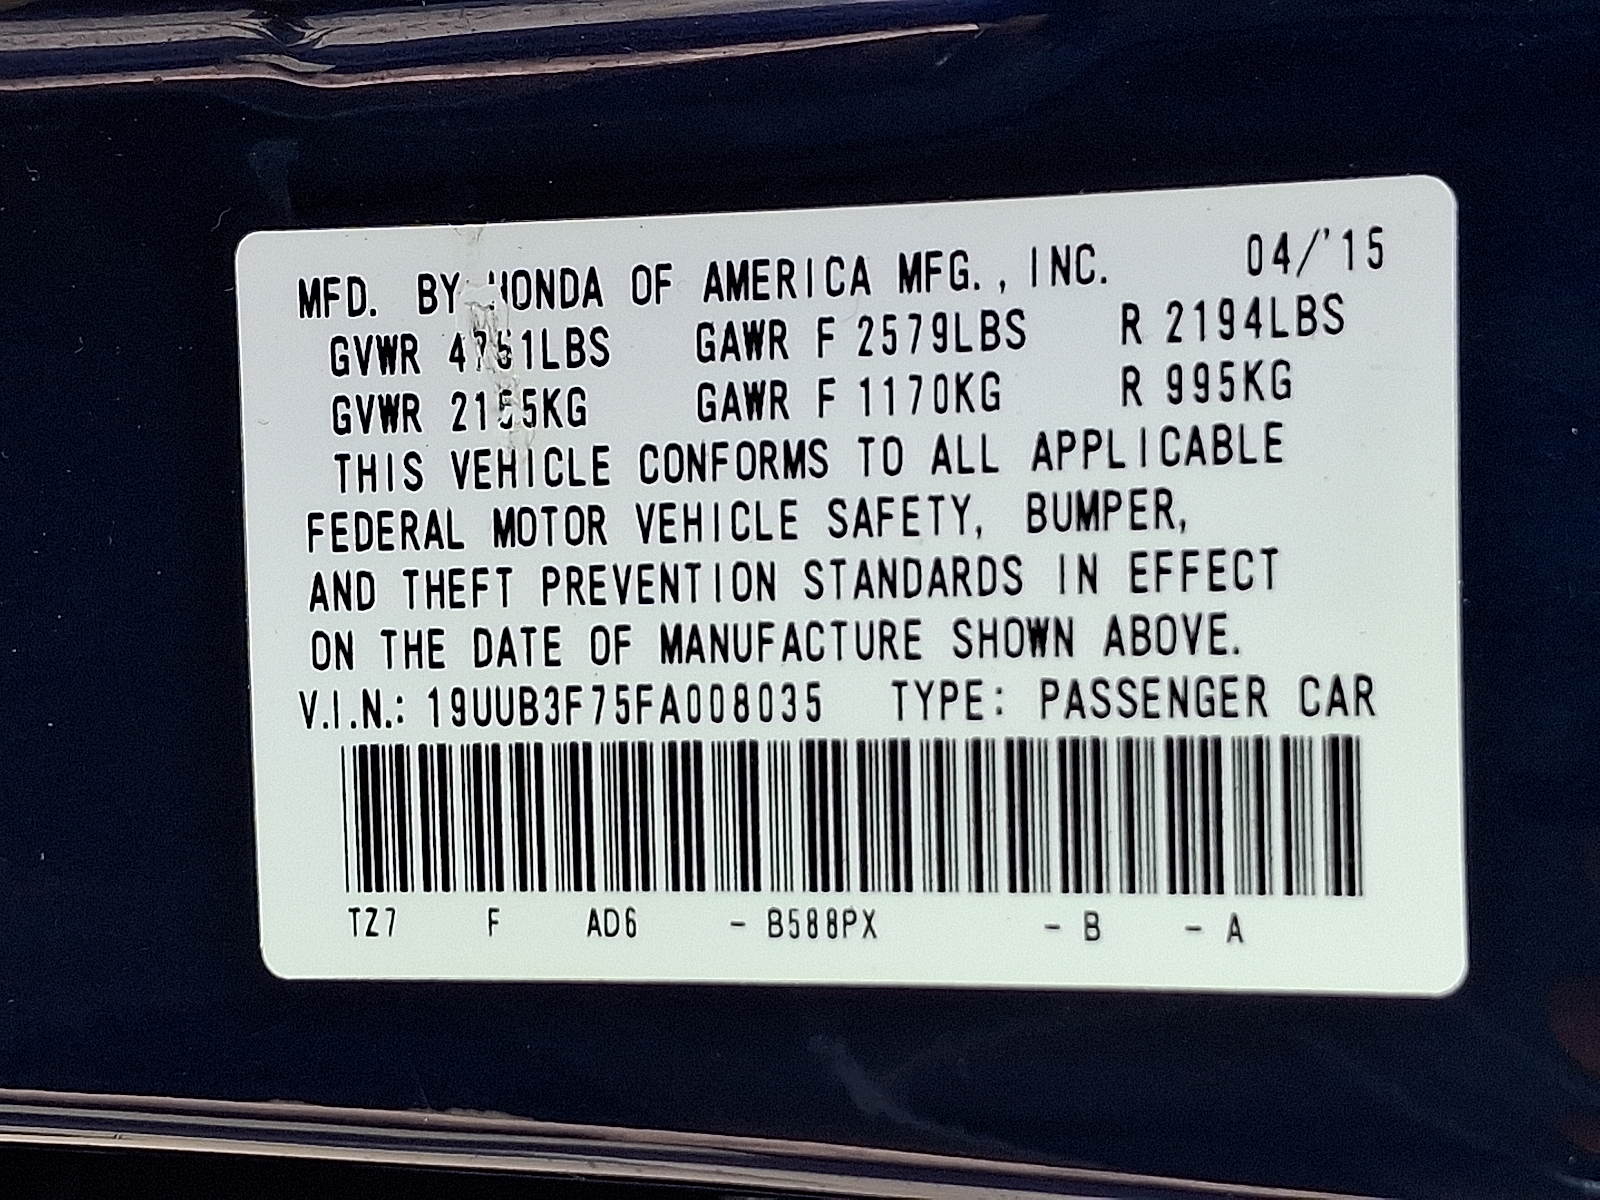 MFD. BY HONDA OF AMERICA MFG., INC. 04/'15
GVWR 4751LBS GAWR F 2579LBS R 2194LBS
GVWR 2155KG GAWR F 1170KG R 995KG
THIS VEHICLE CONFORMS TO ALL APPLICABLE
FEDERAL MOTOR VEHICLE SAFETY, BUMPER,
AND THEFT PREVENTION STANDARDS IN EFFECT
ON THE DATE OF MANUFACTURE SHOWN ABOVE.
V.I.N.: 19UUB3F75FA008035 TYPE: PASSENGER CAR
TZ7 F AD6 - B588PX - B - A